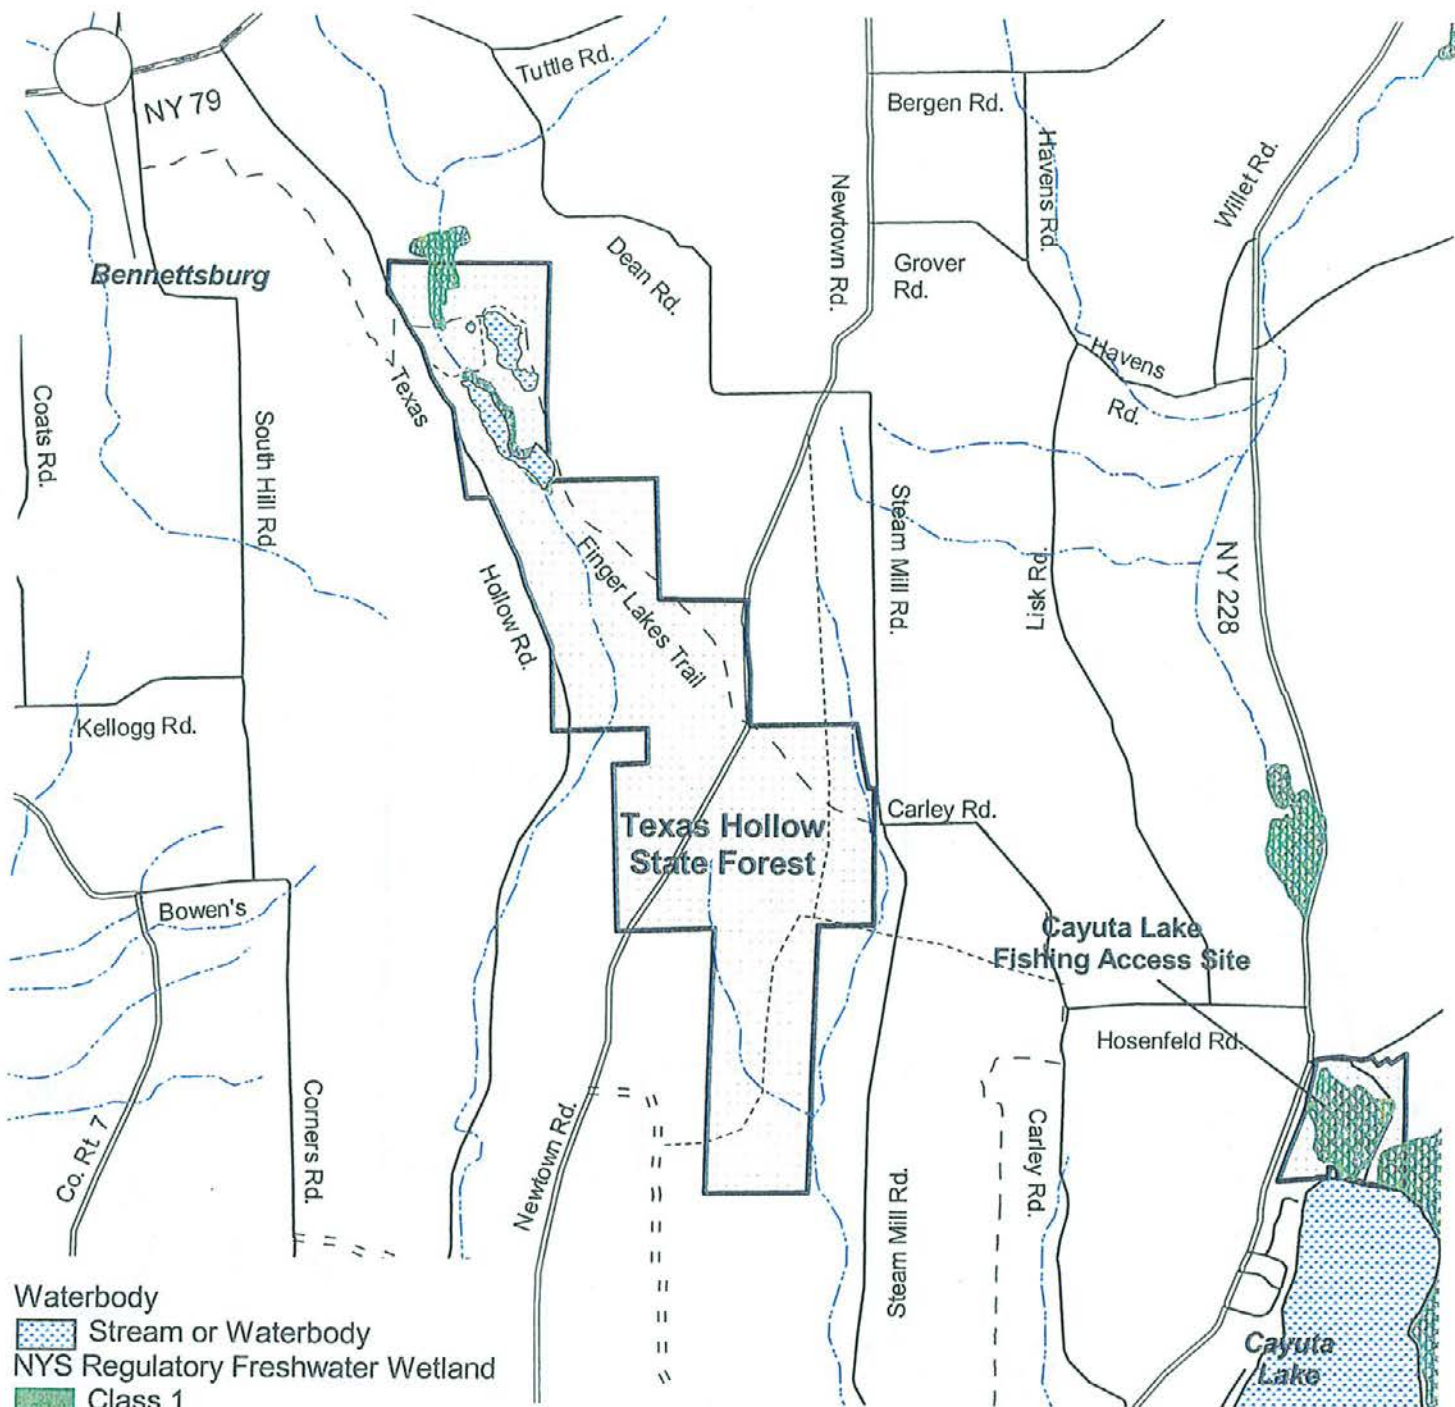 Tuttle Rd.
NY 79
Bergen Rd.
Havens Rd.
Willet Rd.
Newtown Rd.
Bennettsburg
Dean Rd.
Grover
Rd.
Havens
Rd.
Texas
Coats Rd.
South Hill Rd
Steam Mill Rd.
Finger Lakes Trail
Hollow Rd.
Lisk Rd.
NY 228
Kellogg Rd.
Texas Hollow
State Forest
Carley Rd.
Bowen's
Cayuta Lake
Fishing Access Site
Hosenfeld Rd.
Corners Rd.
Co. Rt. 7
Newtown Rd.
Carley Rd.
Steam Mill Rd.
Waterbody
Stream or Waterbody
NYS Regulatory Freshwater Wetland
Class 1
Cayuta
Lake